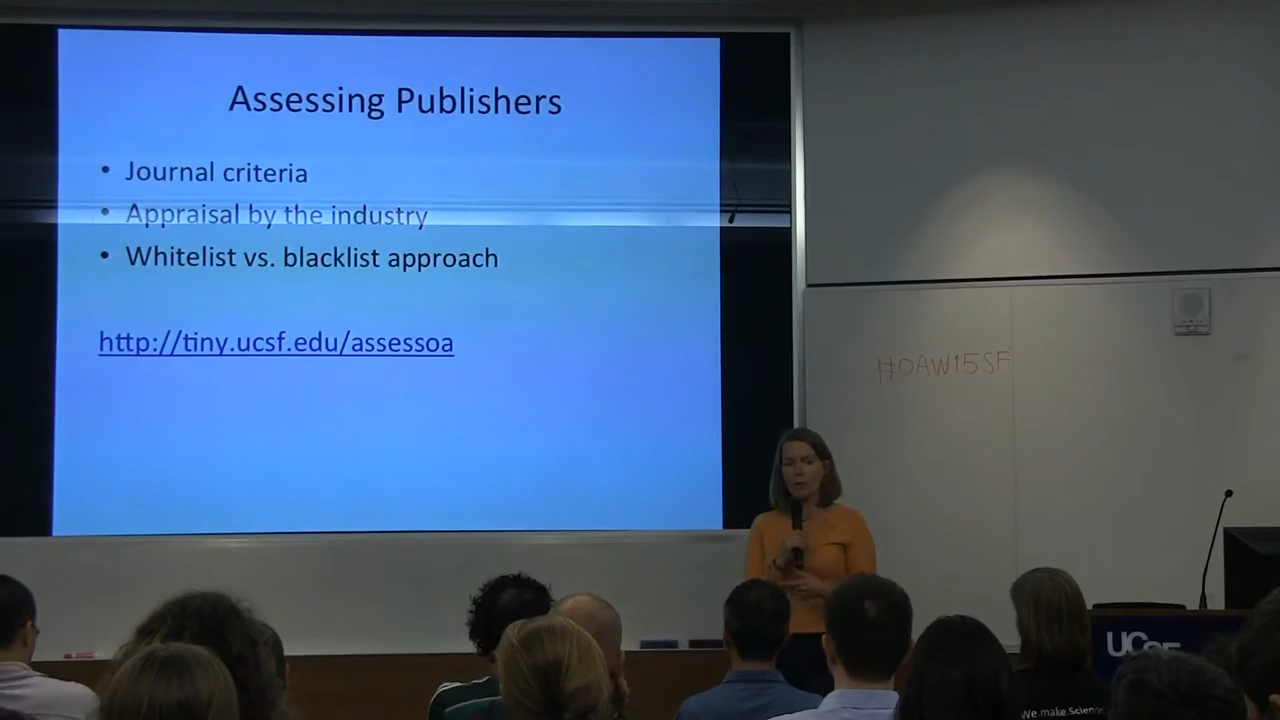 Assessing Publishers
• Journal criteria
• Appraisal by the industry
• Whitelist vs. blacklist approach
http://tiny.ucsf.edu/assessoa
#OAW15SF
UCSF
We make Science